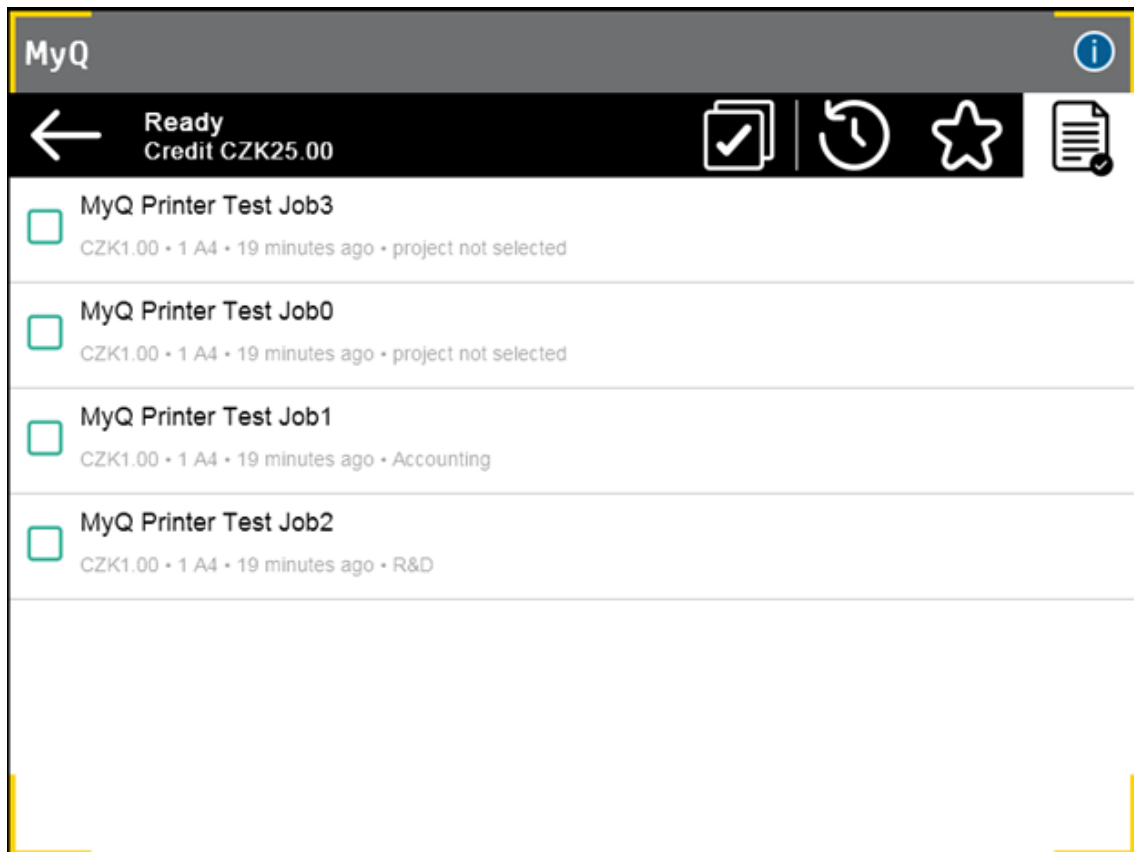 MyQ
i
Ready
Credit CZK25.00
MyQ Printer Test Job3
CZK1.00 • 1 A4 • 19 minutes ago • project not selected
MyQ Printer Test Job0
CZK1.00 • 1 A4 • 19 minutes ago • project not selected
MyQ Printer Test Job1
CZK1.00 • 1 A4 • 19 minutes ago • Accounting
MyQ Printer Test Job2
CZK1.00 • 1 A4 • 19 minutes ago • R&D